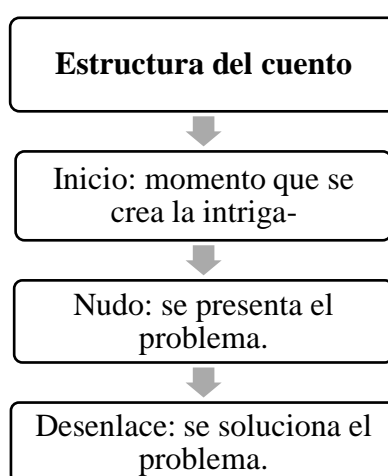 Estructura del cuento
Inicio: momento que se
crea la intriga-
Nudo: se presenta el
problema.
Desenlace: se soluciona el
problema.